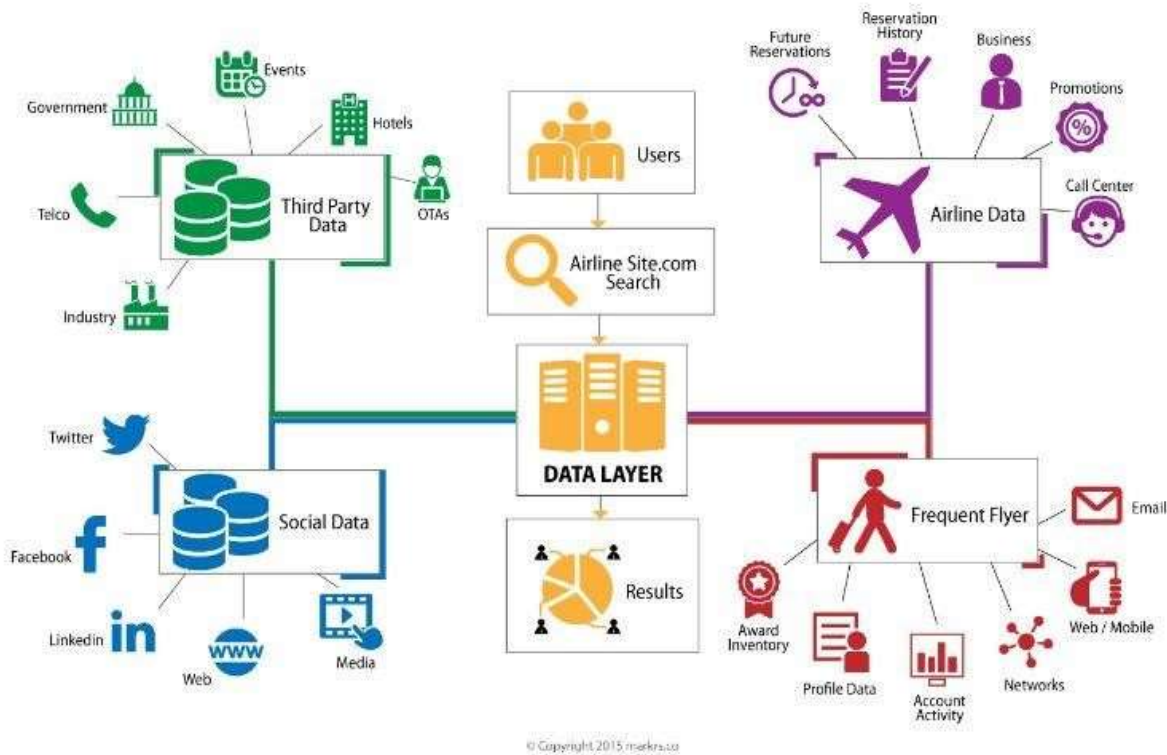 Government
Events
Hotels
Telco
Third Party
Data
OTAs
Industry
Users
Airline Site.com
Search
DATA LAYER
Results
Future
Reservations
Reservation
History
Business
Promotions
%
Airline Data
Call Center
Twitter
Social Data
Facebook
f
Linkedin
in
Web
WWW
Media
Frequent Flyer
Email
Award
Inventory
Profile Data
Account
Activity
Networks
Web / Mobile
H
© Copyright 2015 markrs.co